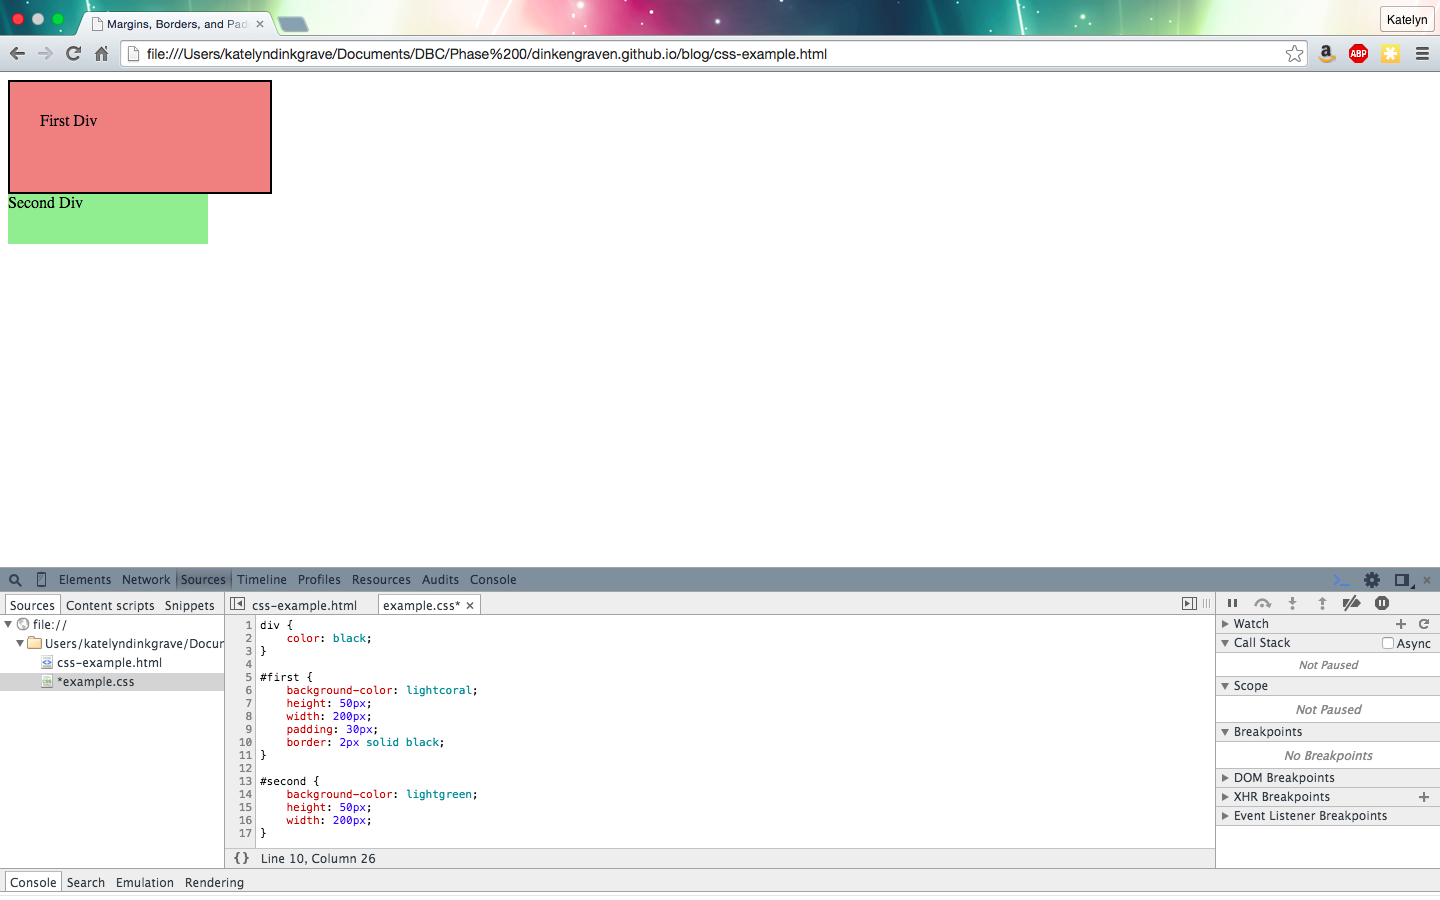 Margins, Borders, and Pad
Katelyn
file:///Users/katelyndinkgrave/Documents/DBC/Phase%200/dinkengraven.github.io/blog/css-example.html
a
ABP
First Div
Second Div
Elements Network Sources Timeline Profiles Resources Audits Console
Sources Content scripts Snippets
css-example.html example.css*
file://
Users/katelyndinkgrave/Docur
css-example.html
*example.css
1 div {
2 color: black;
3 }
4
5 #first {
6 background-color: lightcoral;
7 height: 50px;
8 width: 200px;
9 padding: 30px;
10 border: 2px solid black;
11 }
12
13 #second {
14 background-color: lightgreen;
15 height: 50px;
16 width: 200px;
17 }
{} Line 10, Column 26
Watch
Call Stack Async
Not Paused
Scope
Not Paused
Breakpoints
No Breakpoints
DOM Breakpoints
XHR Breakpoints
Event Listener Breakpoints
Console Search Emulation Rendering